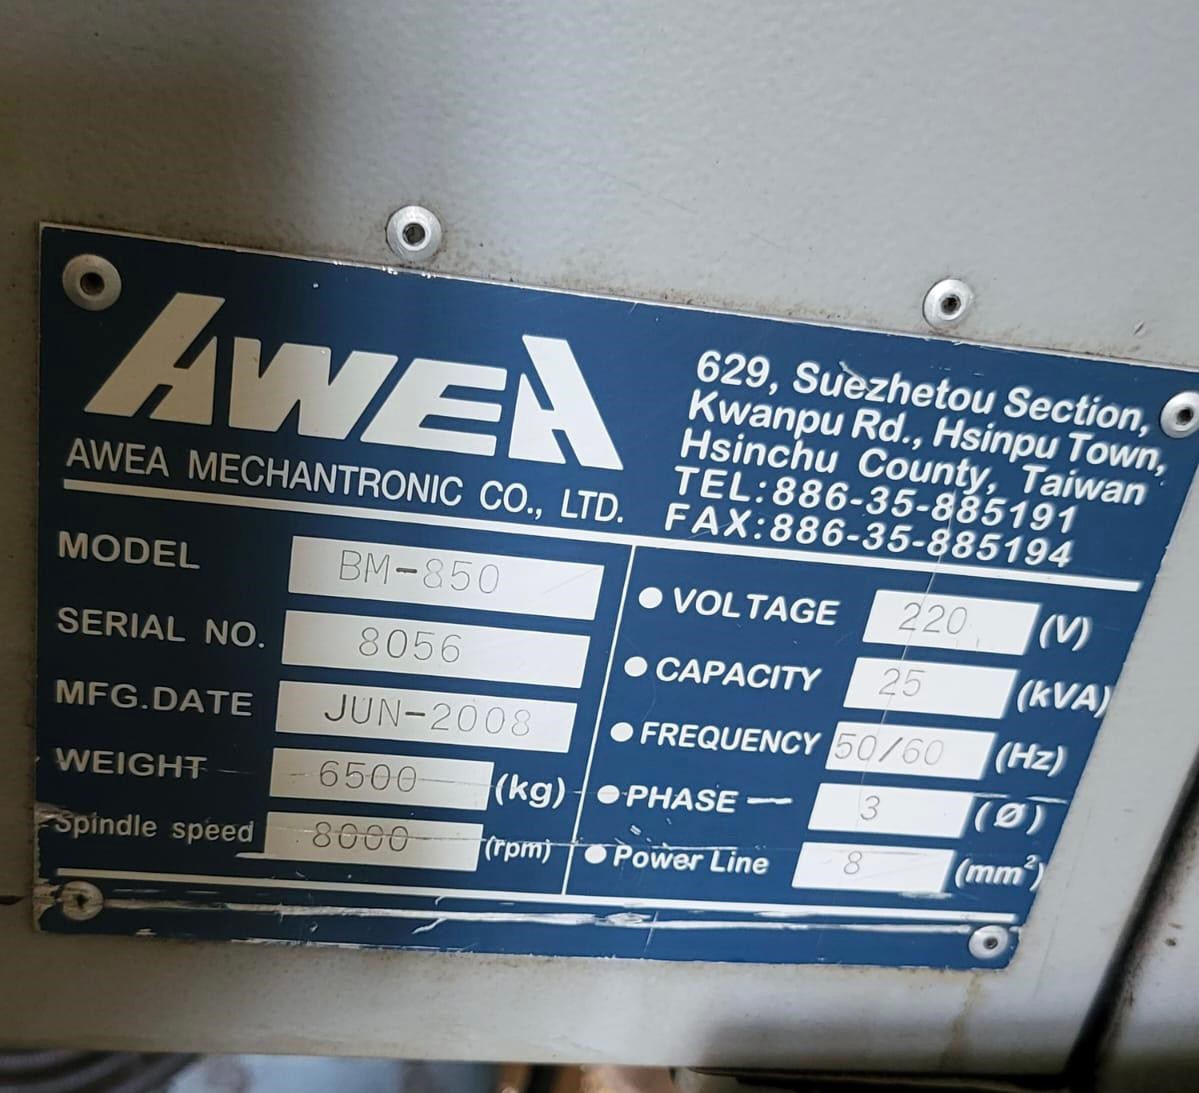 AWEA
AWEA MECHANTRONIC CO., LTD.
629, Suezhetou Section,
Kwanpu Rd., Hsinpu Town,
Hsinchu County, Taiwan
TEL:886-35-885191
FAX:886-35-885194
MODEL BM-850
SERIAL NO. 8056
MFG.DATE JUN-2008
WEIGHT 6500 (kg)
Spindle speed 8000 (rpm)
● VOLTAGE 220 (V)
● CAPACITY 25 (kVA)
● FREQUENCY 50/60 (Hz)
● PHASE 3 (Ø)
● Power Line 8 (mm²)